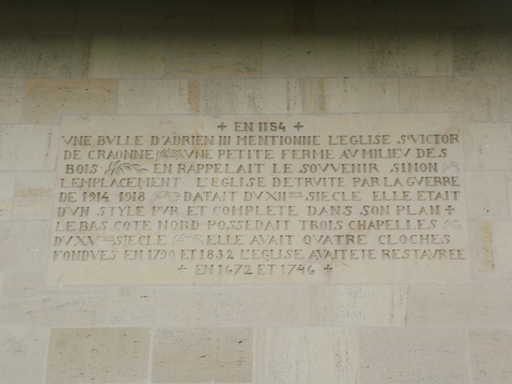 + EN 1154 +
VNE BVLLE D'ADRIEN III MENTIONNE L'EGLISE St VICTOR
DE CRAONNE VNE PETITE FERME AV MILIEV DES
BOIS EN RAPPELAIT LE SOVVENIR SINON
L'EMPLACEMENT L'EGLISE DETRVITE PAR LA GVERRE
DE 1914 1918 DATAIT DV XII SIECLE ELLE ETAIT
D'VN STYLE PVR ET COMPLETE DANS SON PLAN +
LE BAS COTE NORD POSSEDAIT TROIS CHAPELLES
DV XV SIECLE ELLE AVAIT QVATRE CLOCHES
FONDVES EN 1790 ET 1832 L'EGLISE AVAIT ETE RESTAVREE
+ EN 1672 ET 1746 +